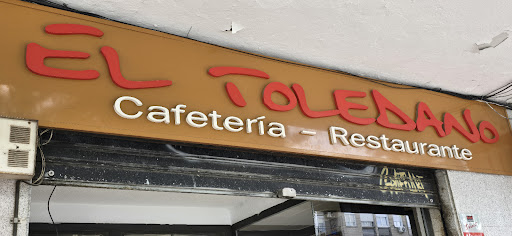 EL TOLEDANO
Cafetería - Restaurante